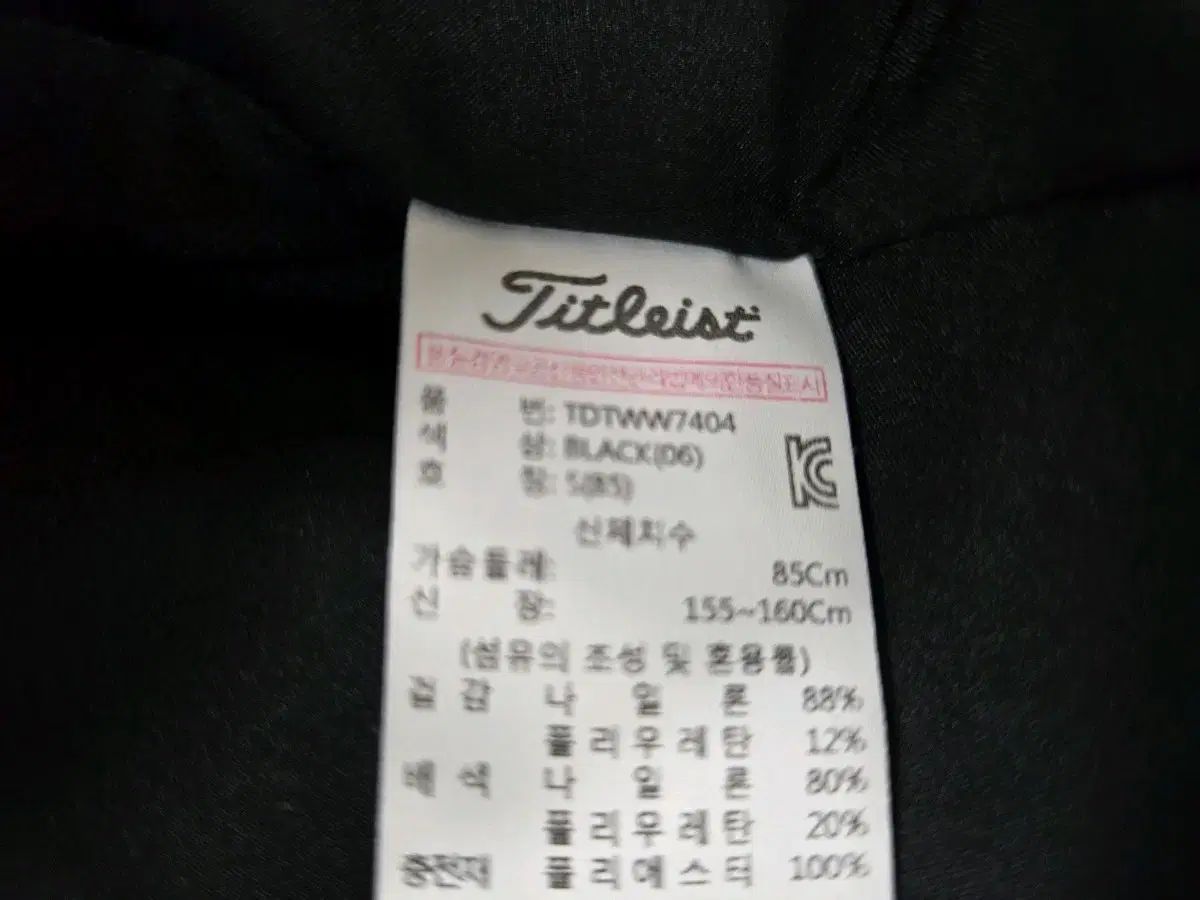 Titleist
품 번: TDTWW7404
색 상: BLACK(06)
호 칭: S(85)
신체치수
가슴둘레: 85Cm
신 장: 155~160Cm
(섬유의 조성 및 혼용률)
겉감 나일론 88%
폴리우레탄 12%
배색 나일론 80%
폴리우레탄 20%
충전재 폴리에스터 100%